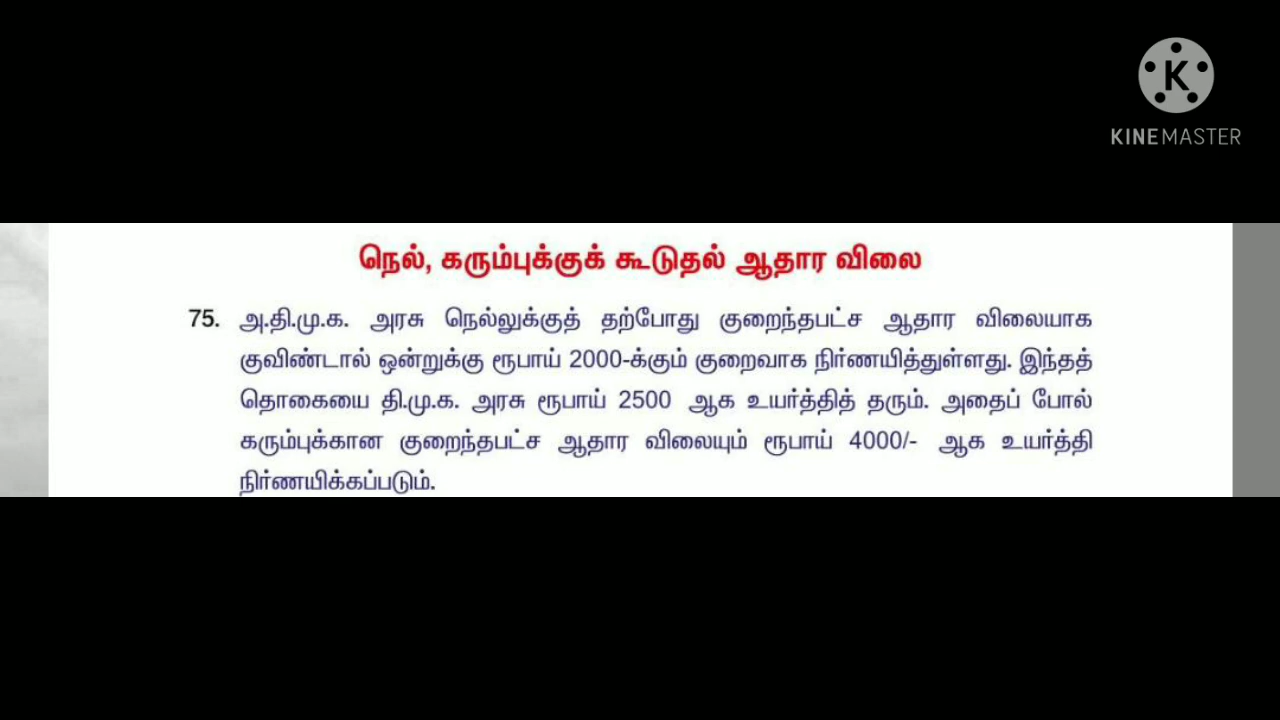 KINEMASTER
நெல், கரும்புக்குக் கூடுதல் ஆதார விலை
75. அ.தி.மு.க. அரசு நெல்லுக்குத் தற்போது குறைந்தபட்ச ஆதார விலையாக
குவிண்டால் ஒன்றுக்கு ரூபாய் 2000-க்கும் குறைவாக நிர்ணயித்துள்ளது. இந்தத்
தொகையை தி.மு.க. அரசு ரூபாய் 2500 ஆக உயர்த்தித் தரும். அதைப் போல்
கரும்புக்கான குறைந்தபட்ச ஆதார விலையும் ரூபாய் 4000/- ஆக உயர்த்தி
நிர்ணயிக்கப்படும்.